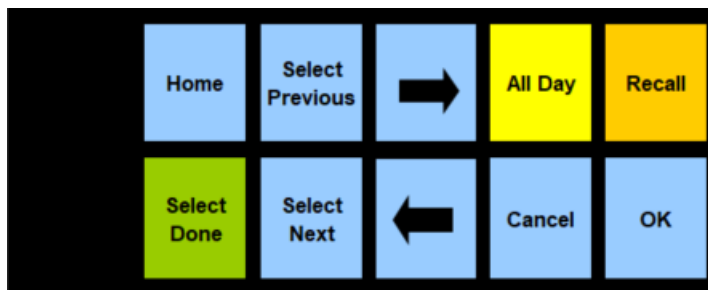 Home
Select
Previous
All Day
Recall
Select
Done
Select
Next
Cancel
OK